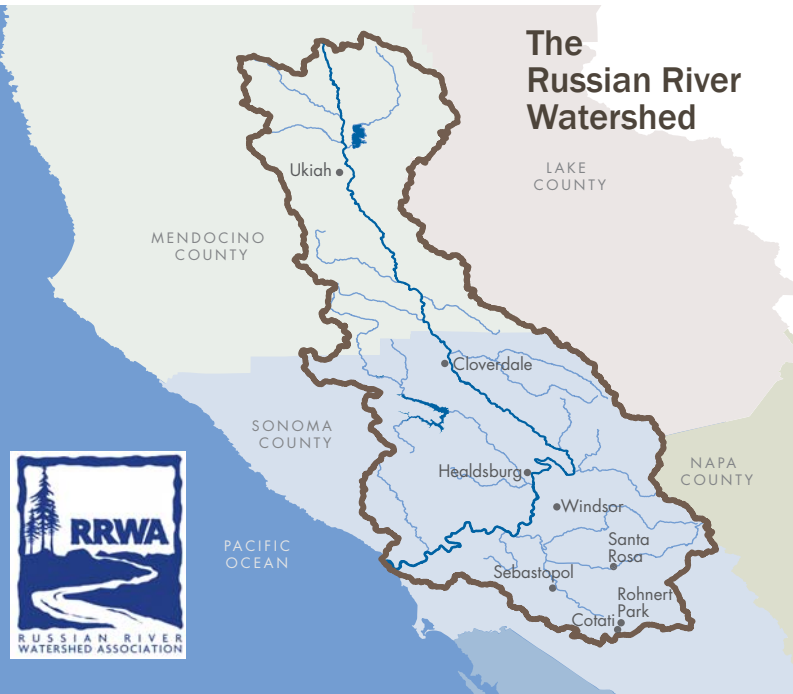 The
Russian River
Watershed
LAKE
COUNTY
Ukiah
MENDOCINO
COUNTY
Cloverdale
SONOMA
COUNTY
Healdsburg
NAPA
COUNTY
Windsor
PACIFIC
OCEAN
Santa
Rosa
Sebastopol
Rohnert
Park
Cotati
RRWA
RUSSIAN RIVER
WATERSHED ASSOCIATION